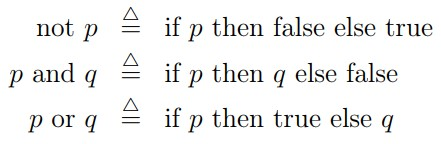 not p ≜ if p then false else true
p and q ≜ if p then q else false
p or q ≜ if p then true else q